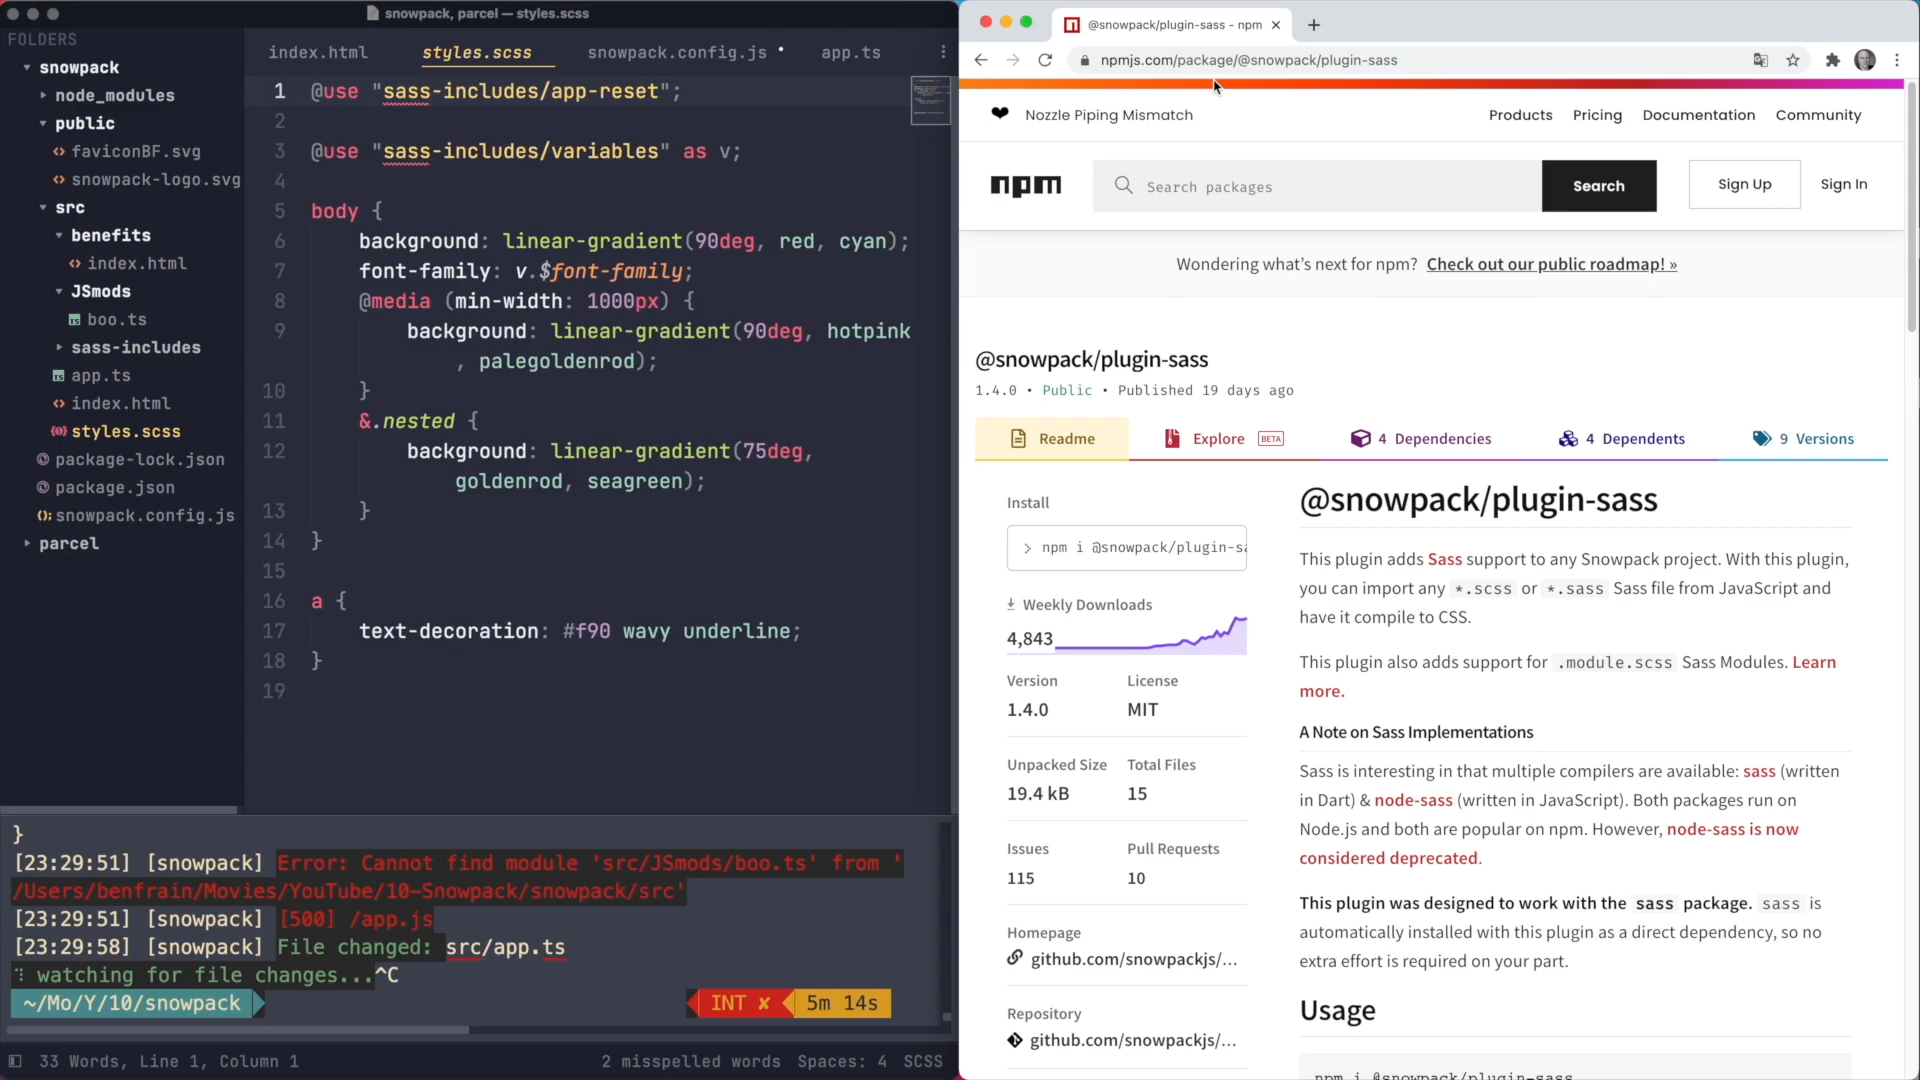 snowpack, parcel — styles.scss
FOLDERS
snowpack
node_modules
public
faviconBF.svg
snowpack-logo.svg
src
benefits
index.html
JSmods
boo.ts
sass-includes
app.ts
index.html
styles.scss
package-lock.json
package.json
snowpack.config.js
parcel
index.html
styles.scss
snowpack.config.js
app.ts
1 @use "sass-includes/app-reset";
2
3 @use "sass-includes/variables" as v;
4
5 body {
6 background: linear-gradient(90deg, red, cyan);
7 font-family: v.$font-family;
8 @media (min-width: 1000px) {
9 background: linear-gradient(90deg, hotpink
, palegoldenrod);
10 }
11 &.nested {
12 background: linear-gradient(75deg,
goldenrod, seagreen);
13 }
14 }
15
16 a {
17 text-decoration: #f90 wavy underline;
18 }
19
}
[23:29:51] [snowpack] Error: Cannot find module 'src/JSmods/boo.ts' from '
/Users/benfrain/Movies/YouTube/10-Snowpack/snowpack/src'
[23:29:51] [snowpack] [500] /app.js
[23:29:58] [snowpack] File changed: src/app.ts
watching for file changes...^C
~/Mo/Y/10/snowpack
INT ✘ 5m 14s
33 Words, Line 1, Column 1
2 misspelled words
Spaces: 4
SCSS
@snowpack/plugin-sass - npm
npmjs.com/package/@snowpack/plugin-sass
❤ Nozzle Piping Mismatch
Products
Pricing
Documentation
Community
npm
Search packages
Search
Sign Up
Sign In
Wondering what’s next for npm? Check out our public roadmap! »
@snowpack/plugin-sass
1.4.0 • Public • Published 19 days ago
Readme
Explore BETA
4 Dependencies
4 Dependents
9 Versions
Install
> npm i @snowpack/plugin-sa
Weekly Downloads
4,843
Version
License
1.4.0
MIT
Unpacked Size
Total Files
19.4 kB
15
Issues
Pull Requests
115
10
Homepage
github.com/snowpackjs/...
Repository
github.com/snowpackjs/...
@snowpack/plugin-sass
This plugin adds Sass support to any Snowpack project. With this plugin,
you can import any *.scss or *.sass Sass file from JavaScript and
have it compile to CSS.
This plugin also adds support for .module.scss Sass Modules. Learn
more.
A Note on Sass Implementations
Sass is interesting in that multiple compilers are available: sass (written
in Dart) & node-sass (written in JavaScript). Both packages run on
Node.js and both are popular on npm. However, node-sass is now
considered deprecated.
This plugin was designed to work with the sass package. sass is
automatically installed with this plugin as a direct dependency, so no
extra effort is required on your part.
Usage
npm i @snowpack/plugin-sass